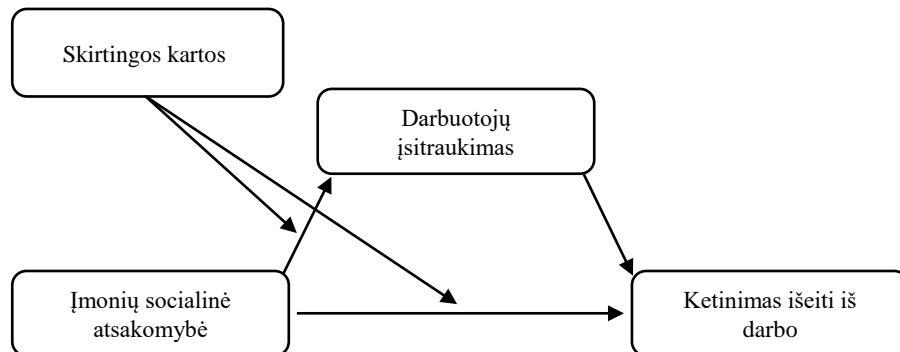 Skirtingos kartos
Darbuotojų
įsitraukimas
Įmonių socialinė
atsakomybė
Ketinimas išeiti iš
darbo